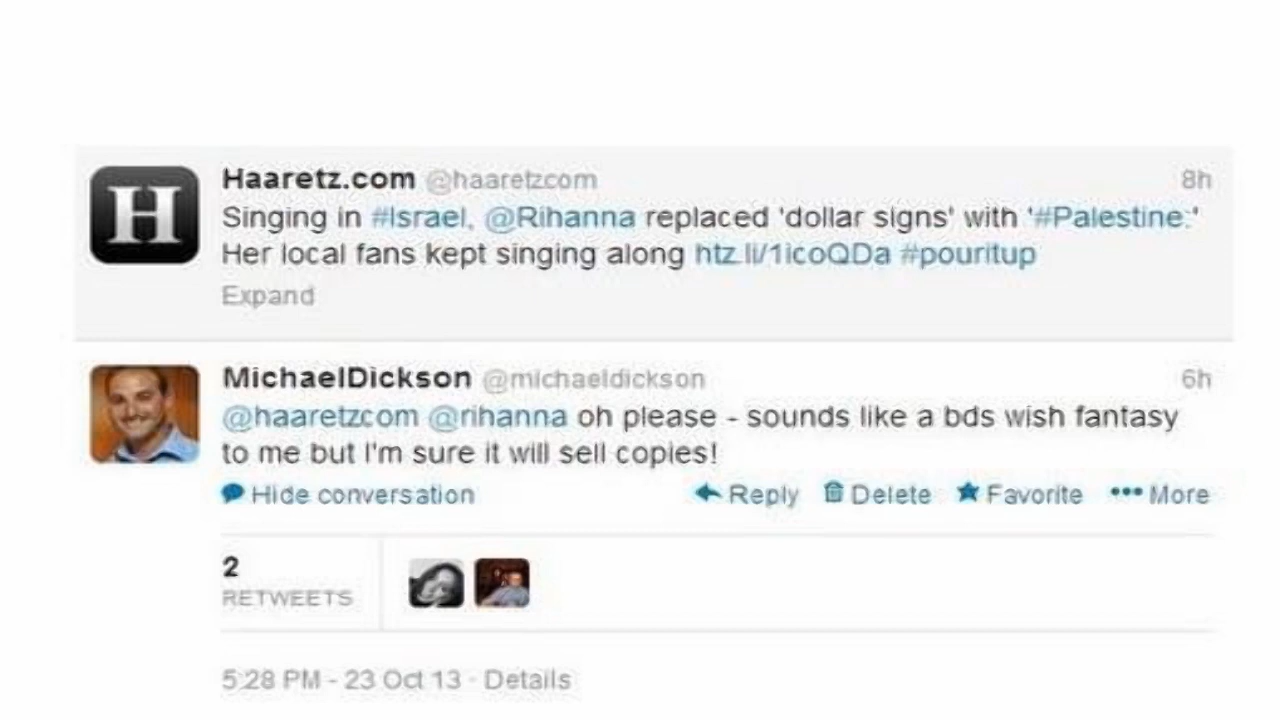 H
Haaretz.com @haaretzcom 8h
Singing in #Israel, @Rihanna replaced 'dollar signs' with '#Palestine.'
Her local fans kept singing along htz.li/1icoQDa #pouritup
Expand
MichaelDickson @michaeldickson 6h
@haaretzcom @rihanna oh please - sounds like a bds wish fantasy
to me but I'm sure it will sell copies!
Hide conversation Reply Delete Favorite More
2
RETWEETS
5:28 PM - 23 Oct 13 · Details